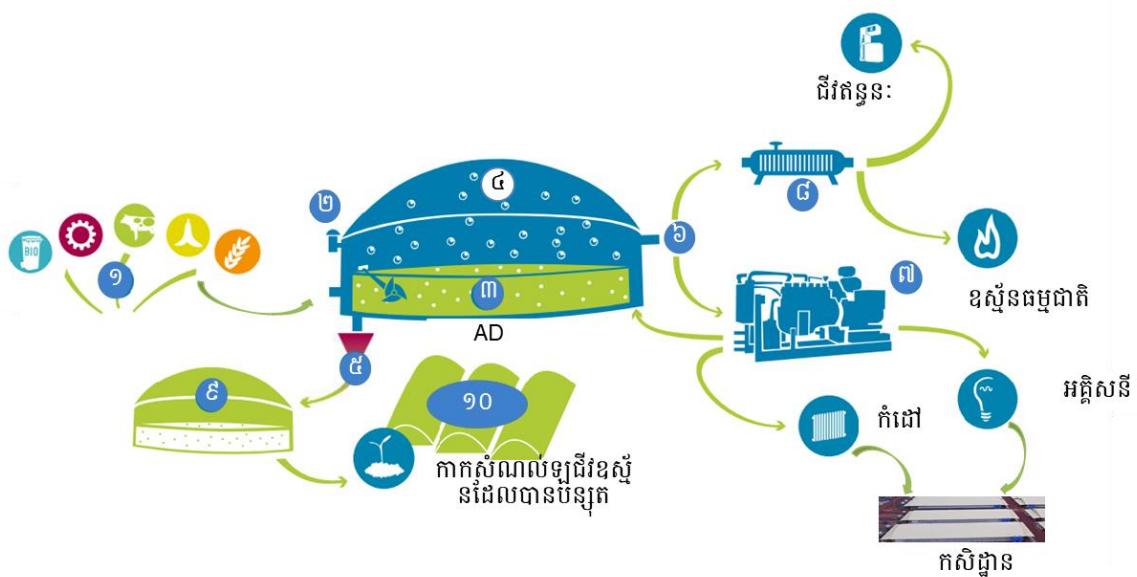 ជីវឥន្ធនៈ
៤
២
៨
៦
BIO
១
៣
៧
ឧស្ម័នធម្មជាតិ
AD
៥
៩
១០
អគ្គិសនី
កំដៅ
កាកសំណល់ឡជីវឧស្ម័
នដែលបានបន្សុត
កសិដ្ឋាន